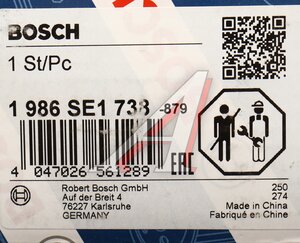 BOSCH
1 St/Pc
1 986 SE1 738 -879
4 047026 561289
EAC
Robert Bosch GmbH
Auf der Breit 4
76227 Karlsruhe
GERMANY
250
274
Made in China
Fabriqué en Chine